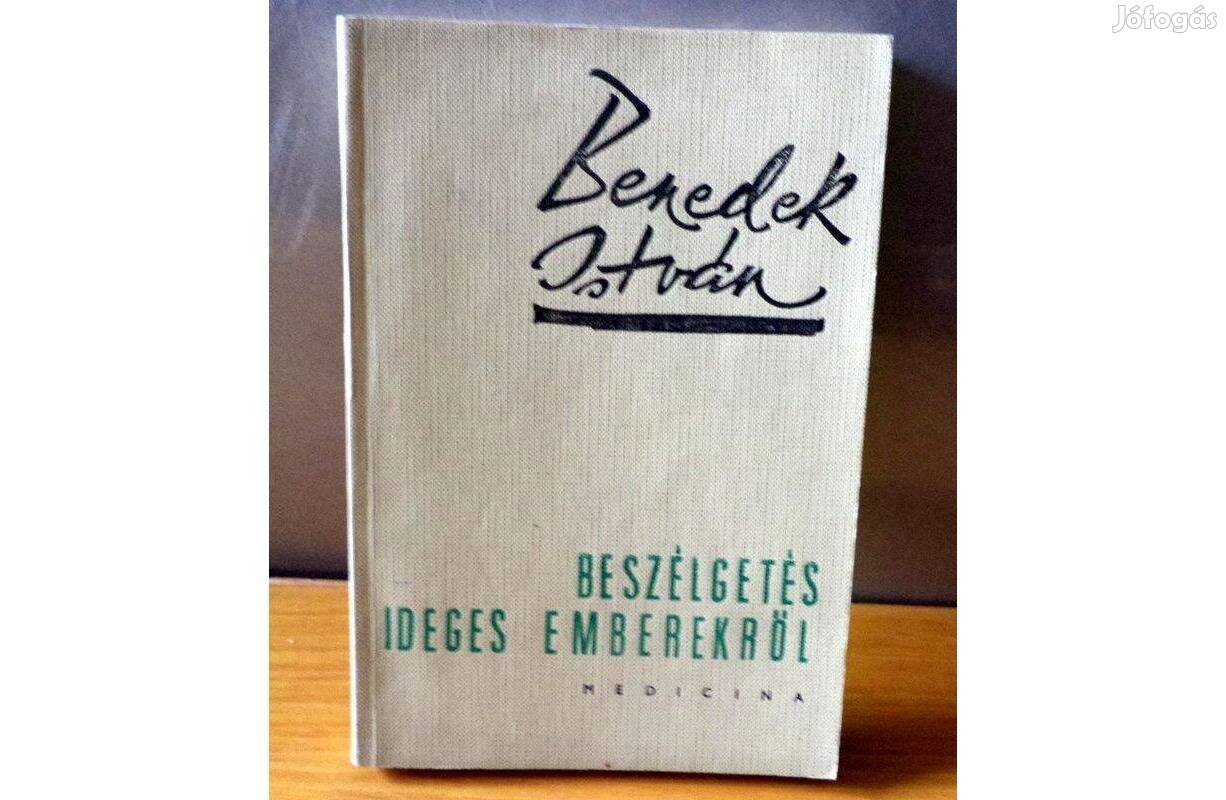 Jófogás
Benedek
István
BESZÉLGETÉS
IDEGES EMBEREKRŐL
MEDICINA